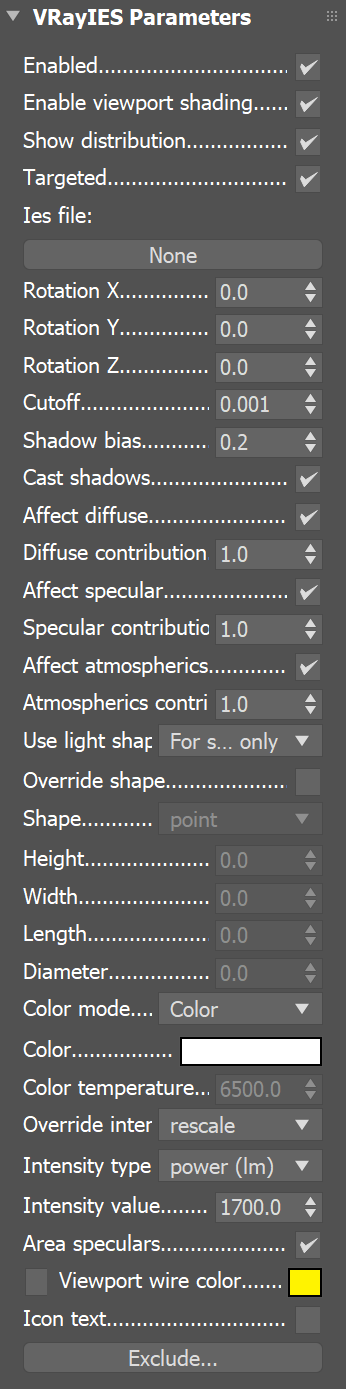 VRayIES Parameters
Enabled
Enable viewport shading
Show distribution
Targeted
Ies file:
None
Rotation X 0.0
Rotation Y 0.0
Rotation Z 0.0
Cutoff 0.001
Shadow bias 0.2
Cast shadows
Affect diffuse
Diffuse contribution 1.0
Affect specular
Specular contributio 1.0
Affect atmospherics
Atmospherics contri 1.0
Use light shap For s... only
Override shape
Shape point
Height 0.0
Width 0.0
Length 0.0
Diameter 0.0
Color mode Color
Color
Color temperature 6500.0
Override inter rescale
Intensity type power (lm)
Intensity value 1700.0
Area speculars
Viewport wire color
Icon text
Exclude...